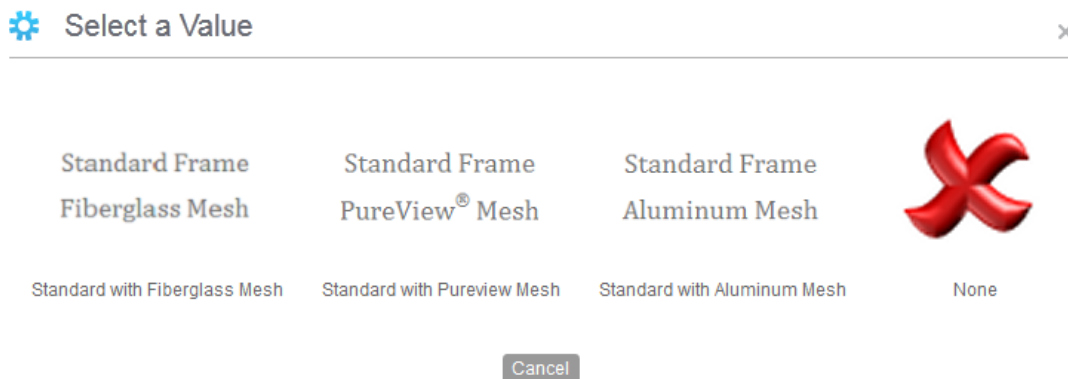 Select a Value
Standard Frame
Fiberglass Mesh
Standard Frame
PureView® Mesh
Standard Frame
Aluminum Mesh
Standard with Fiberglass Mesh
Standard with Pureview Mesh
Standard with Aluminum Mesh
None
Cancel